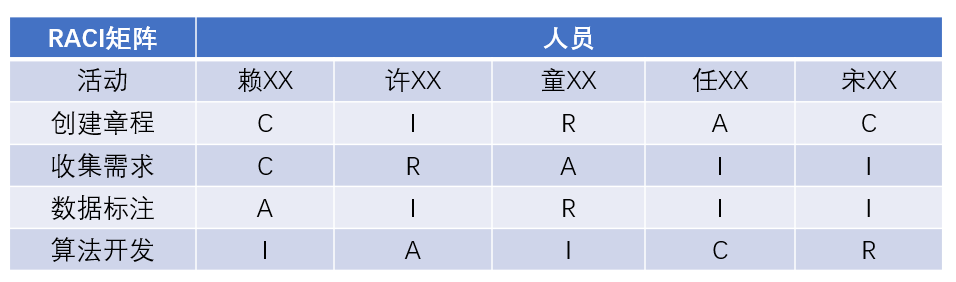 RACI矩阵 人员
活动 赖XX 许XX 童XX 任XX 宋XX
创建章程 C I R A C
收集需求 C R A I I
数据标注 A I R I I
算法开发 I A I C R